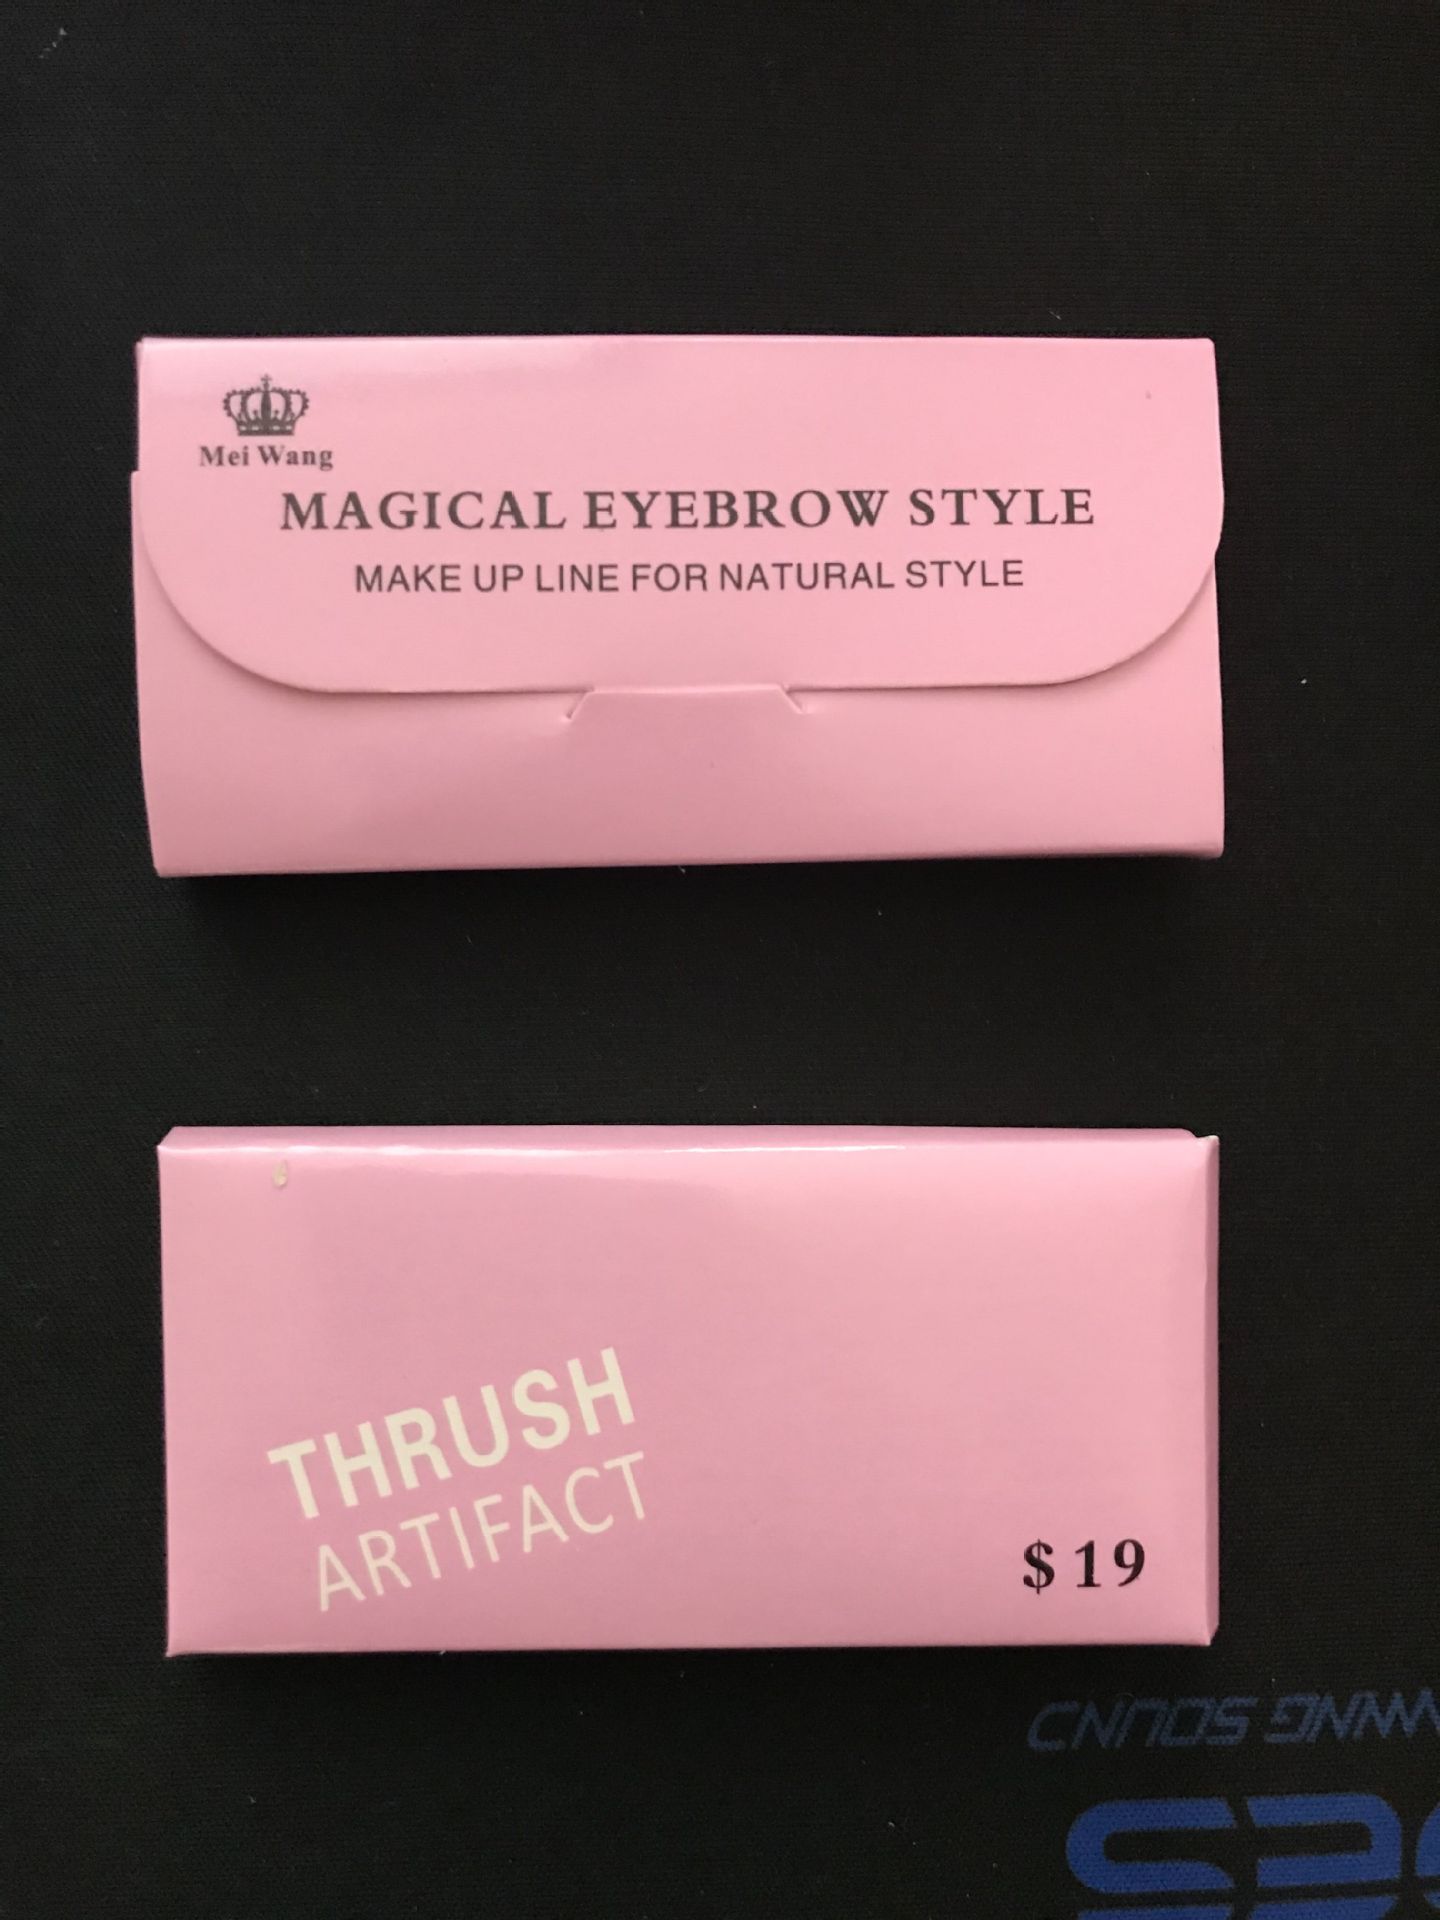 Mei Wang
MAGICAL EYEBROW STYLE
MAKE UP LINE FOR NATURAL STYLE
THRUSH
ARTIFACT
$19